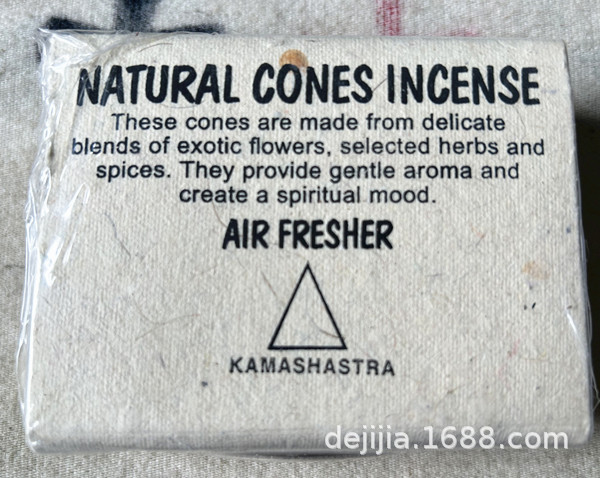 NATURAL CONES INCENSE
These cones are made from delicate
blends of exotic flowers, selected herbs and
spices. They provide gentle aroma and
create a spiritual mood.
AIR FRESHER
KAMASHASTRA
dejijia.1688.com